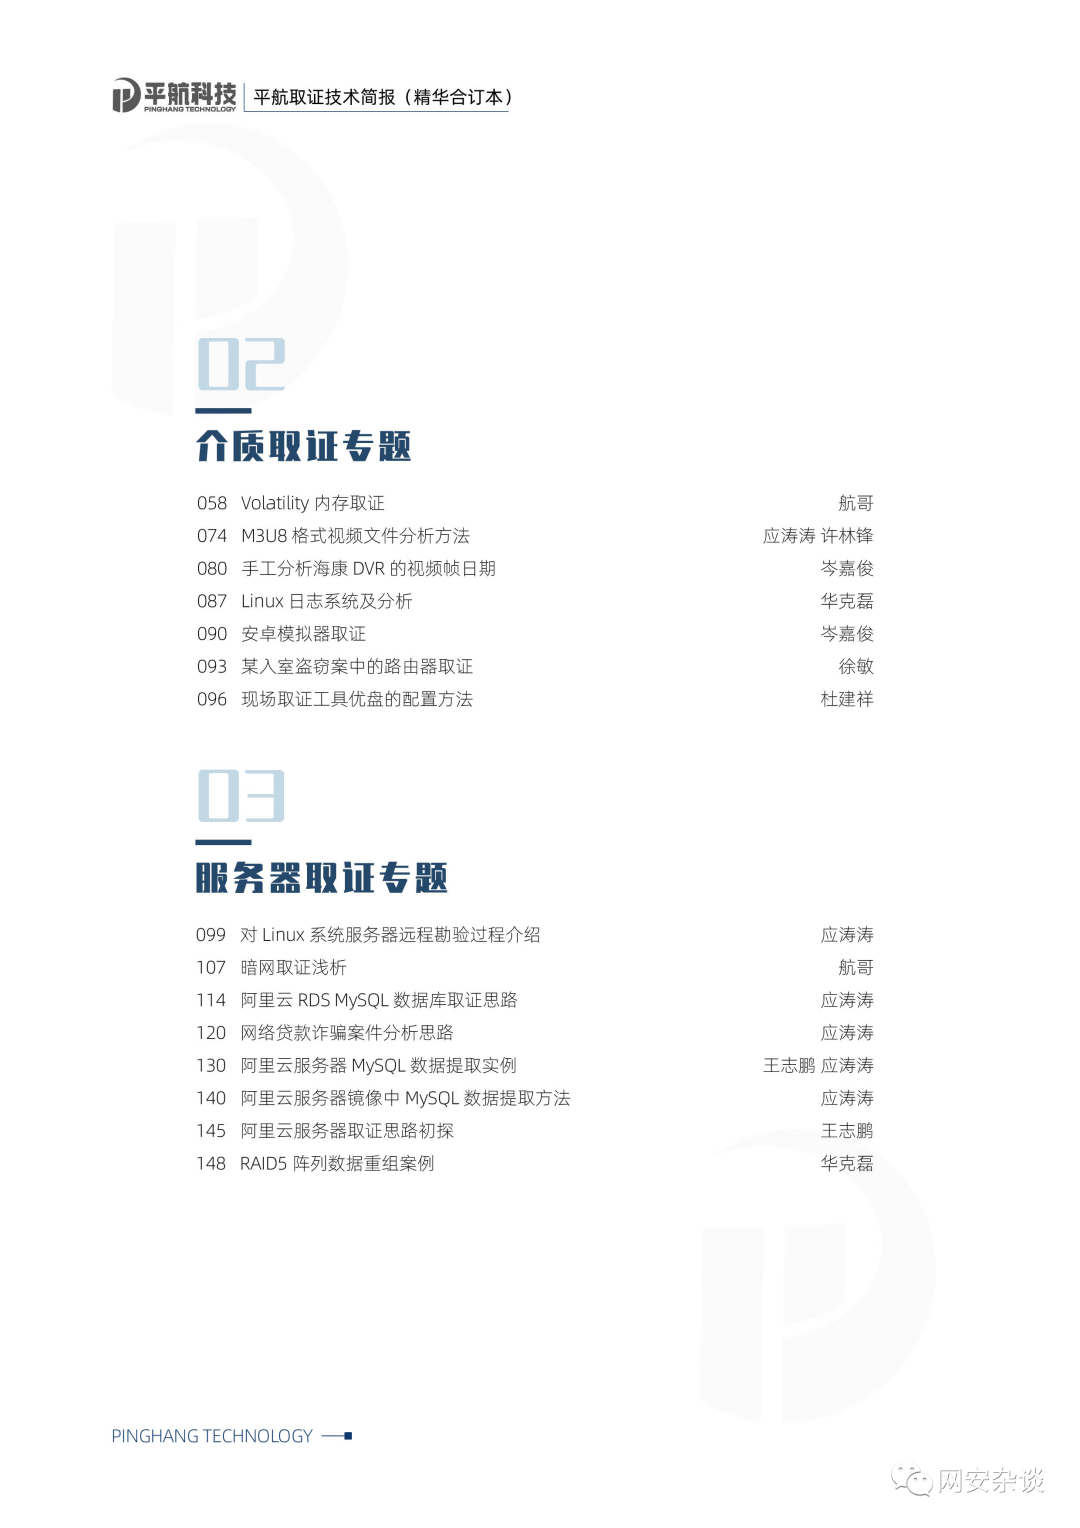 平航科技
PINGHANG TECHNOLOGY
平航取证技术简报（精华合订本）
02
介质取证专题
058 Volatility 内存取证 航哥
074 M3U8 格式视频文件分析方法 应涛涛 许林锋
080 手工分析海康 DVR 的视频帧日期 岑嘉俊
087 Linux 日志系统及分析 华克磊
090 安卓模拟器取证 岑嘉俊
093 某入室盗窃案中的路由器取证 徐敏
096 现场取证工具优盘的配置方法 杜建祥
03
服务器取证专题
099 对 Linux 系统服务器远程勘验过程介绍 应涛涛
107 暗网取证浅析 航哥
114 阿里云 RDS MySQL 数据库取证思路 应涛涛
120 网络贷款诈骗案件分析思路 应涛涛
130 阿里云服务器 MySQL 数据提取实例 王志鹏 应涛涛
140 阿里云服务器镜像中 MySQL 数据提取方法 应涛涛
145 阿里云服务器取证思路初探 王志鹏
148 RAID5 阵列数据重组案例 华克磊
PINGHANG TECHNOLOGY
网安杂谈